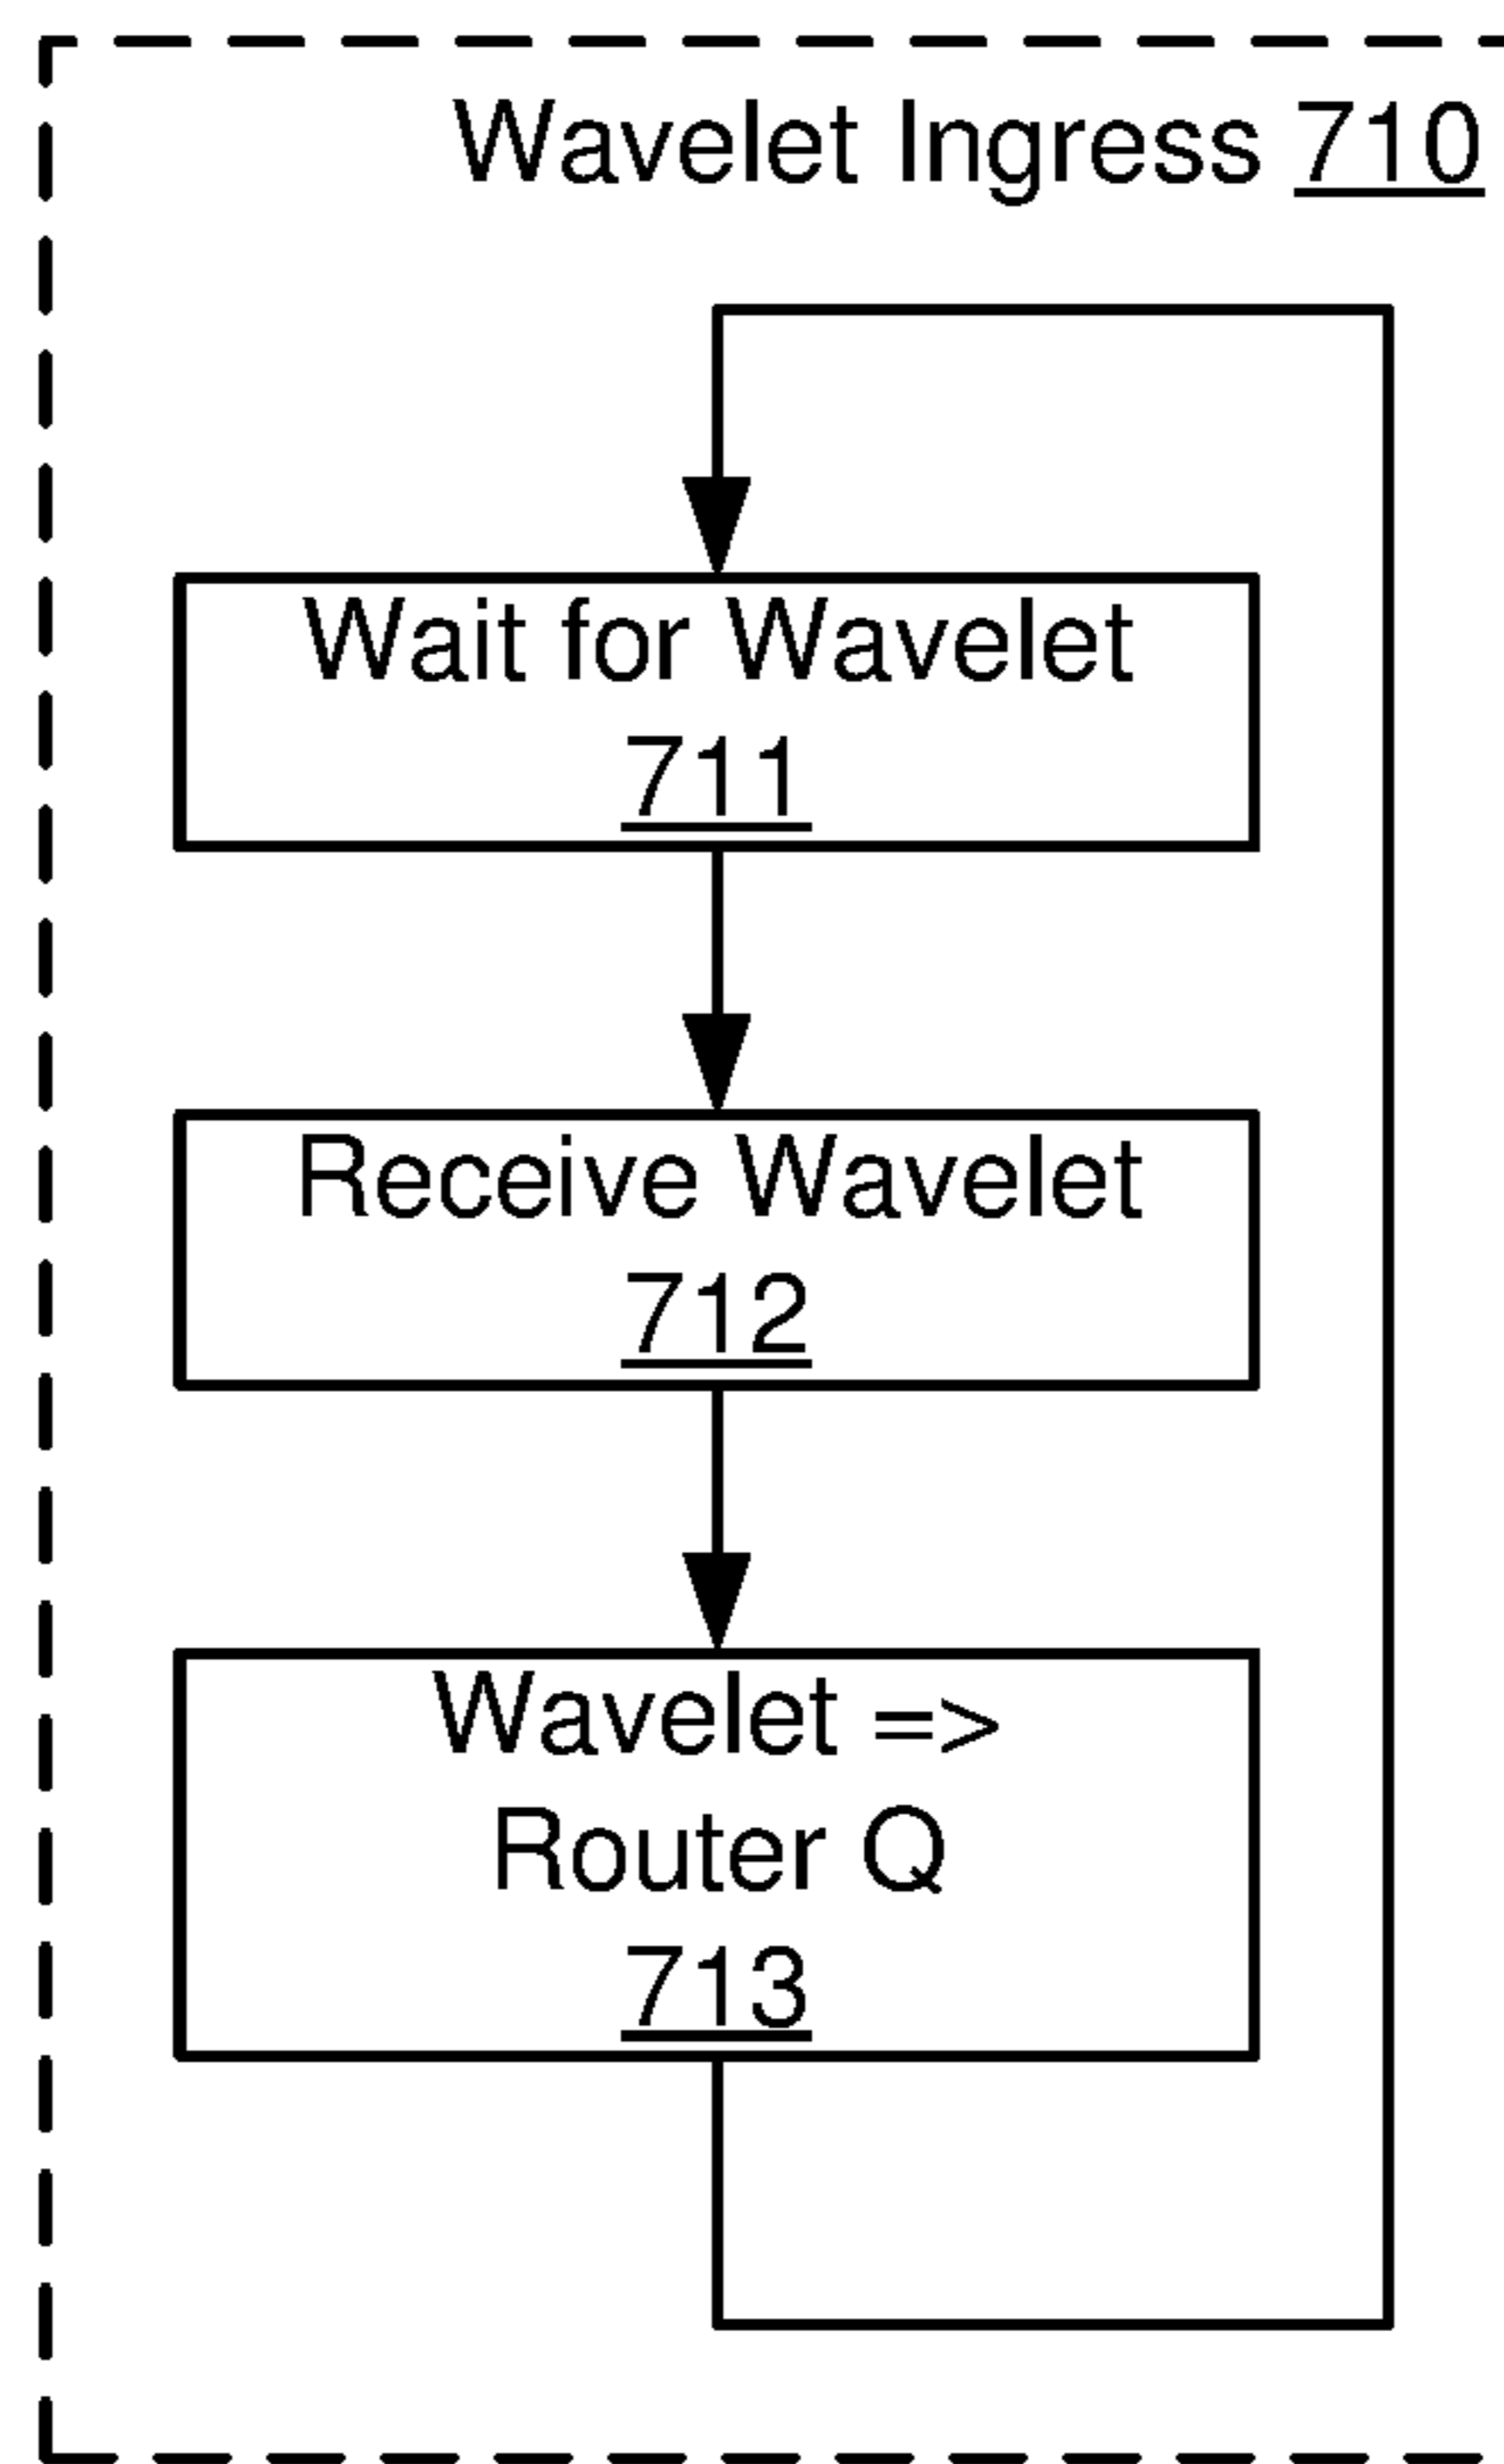 Wavelet Ingress 710
Wait for Wavelet
711
Receive Wavelet
712
Wavelet =>
Router Q
713